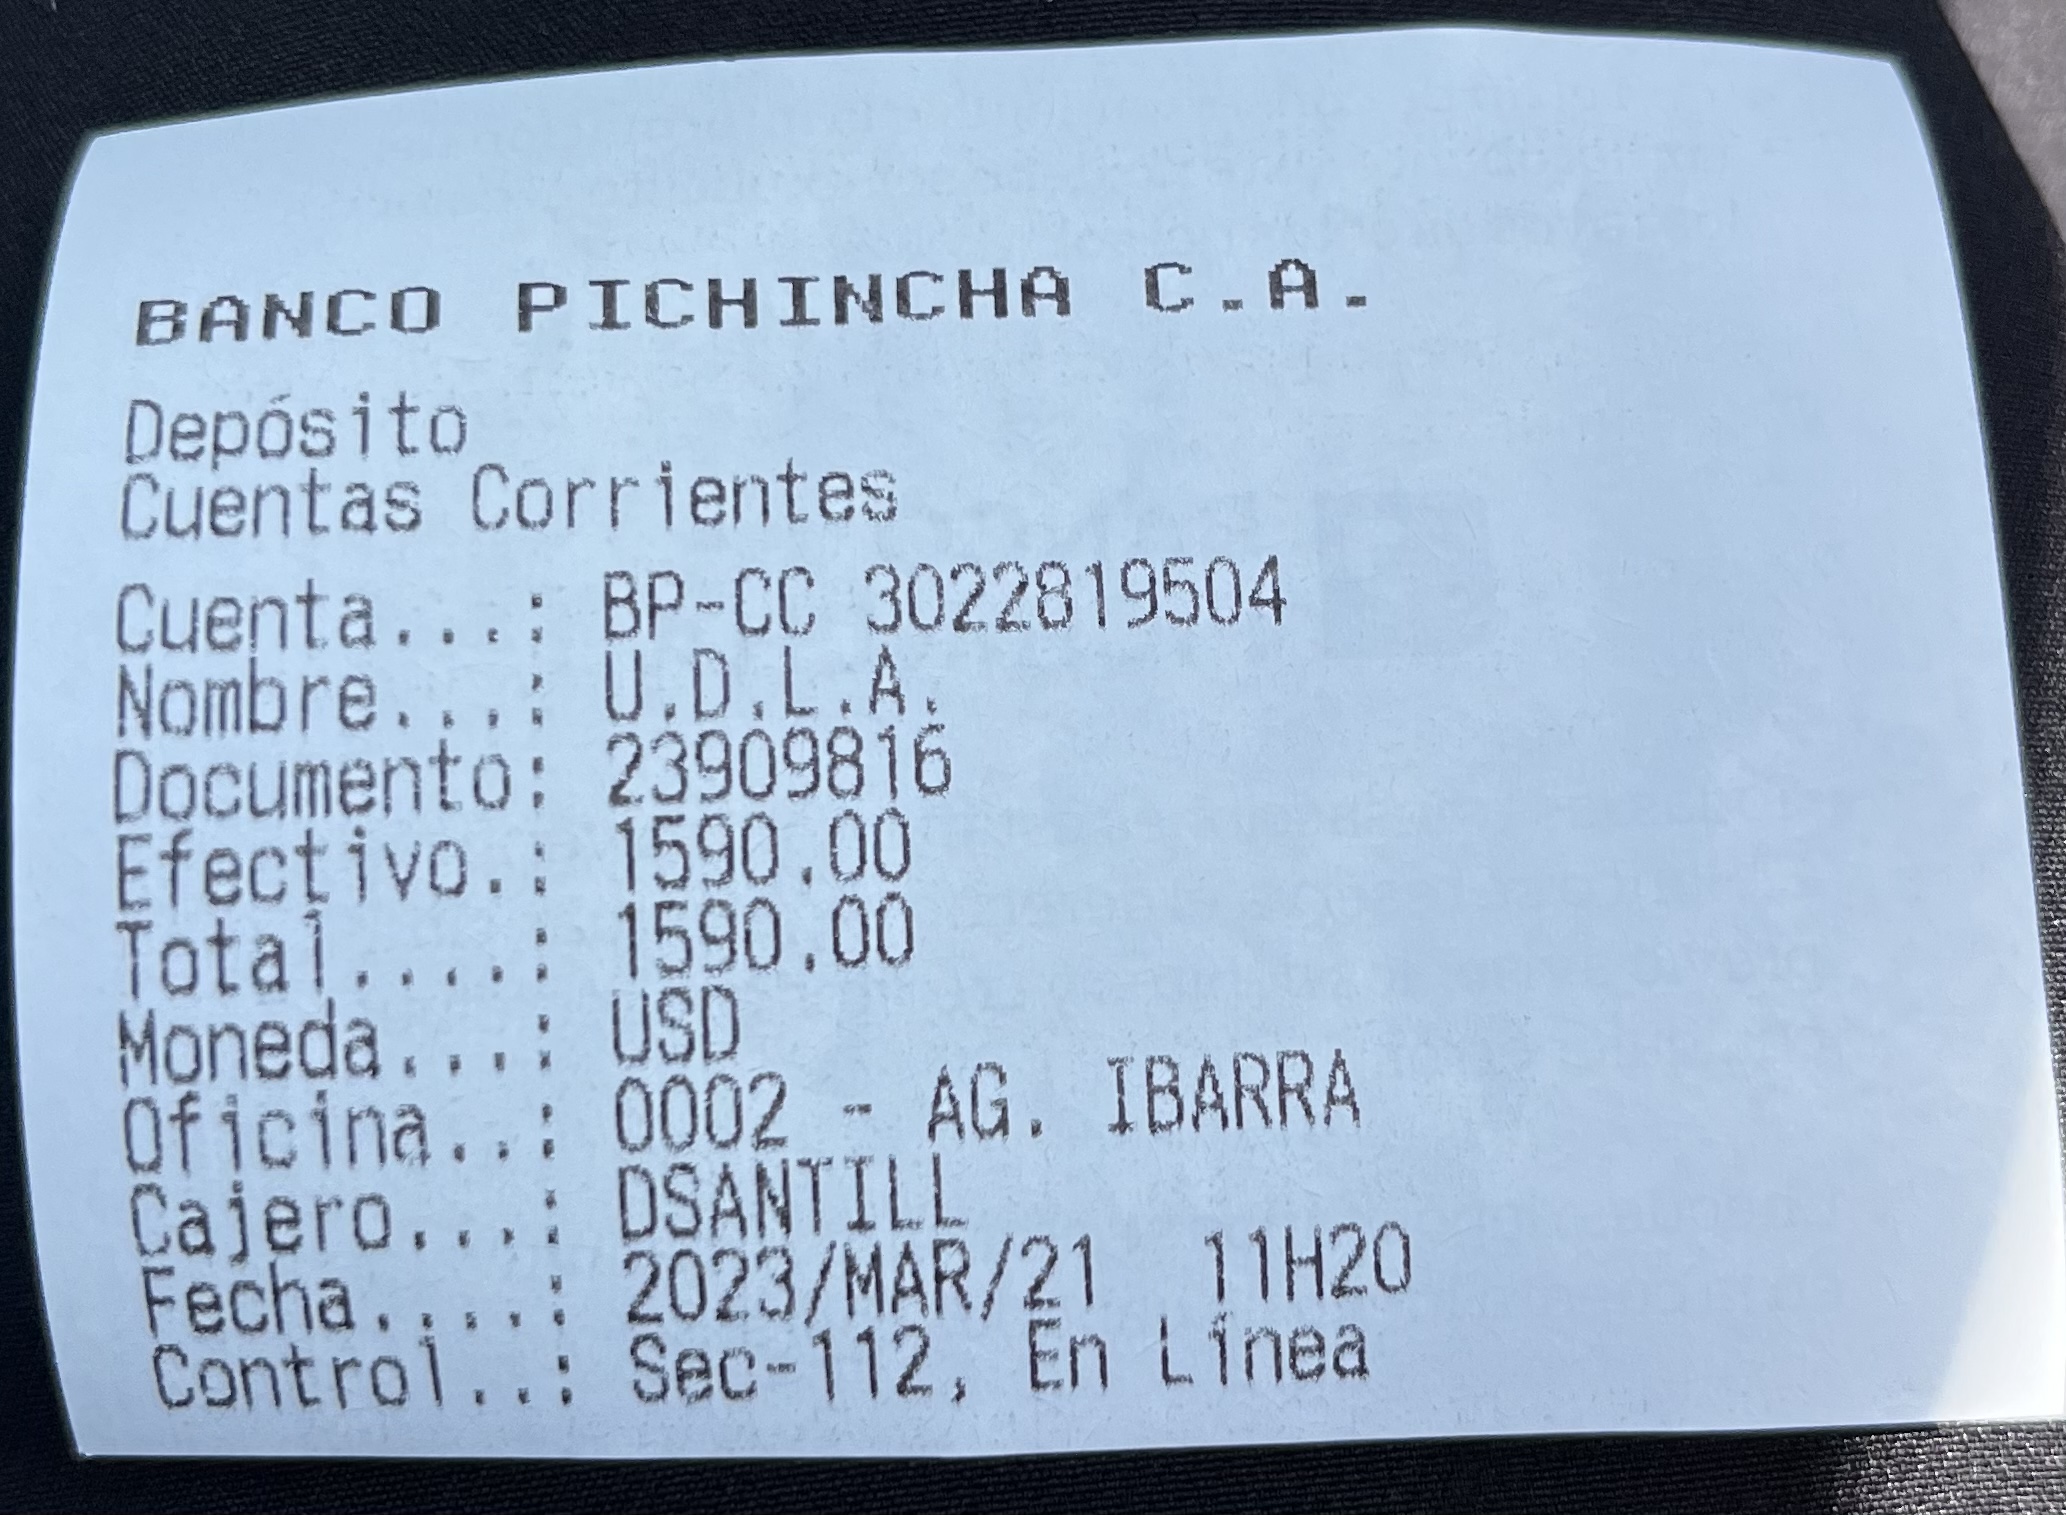 BANCO PICHINCHA C.A.
Depósito
Cuentas Corrientes
Cuenta...: BP-CC 3022819504
Nombre...: U.D.L.A.
Documento: 23909816
Efectivo.: 1590.00
Total....: 1590.00
Moneda...: USD
Oficina..: 0002 - AG. IBARRA
Cajero...: DSANTILL
Fecha....: 2023/MAR/21 11H20
Control..: Sec-112, En Línea